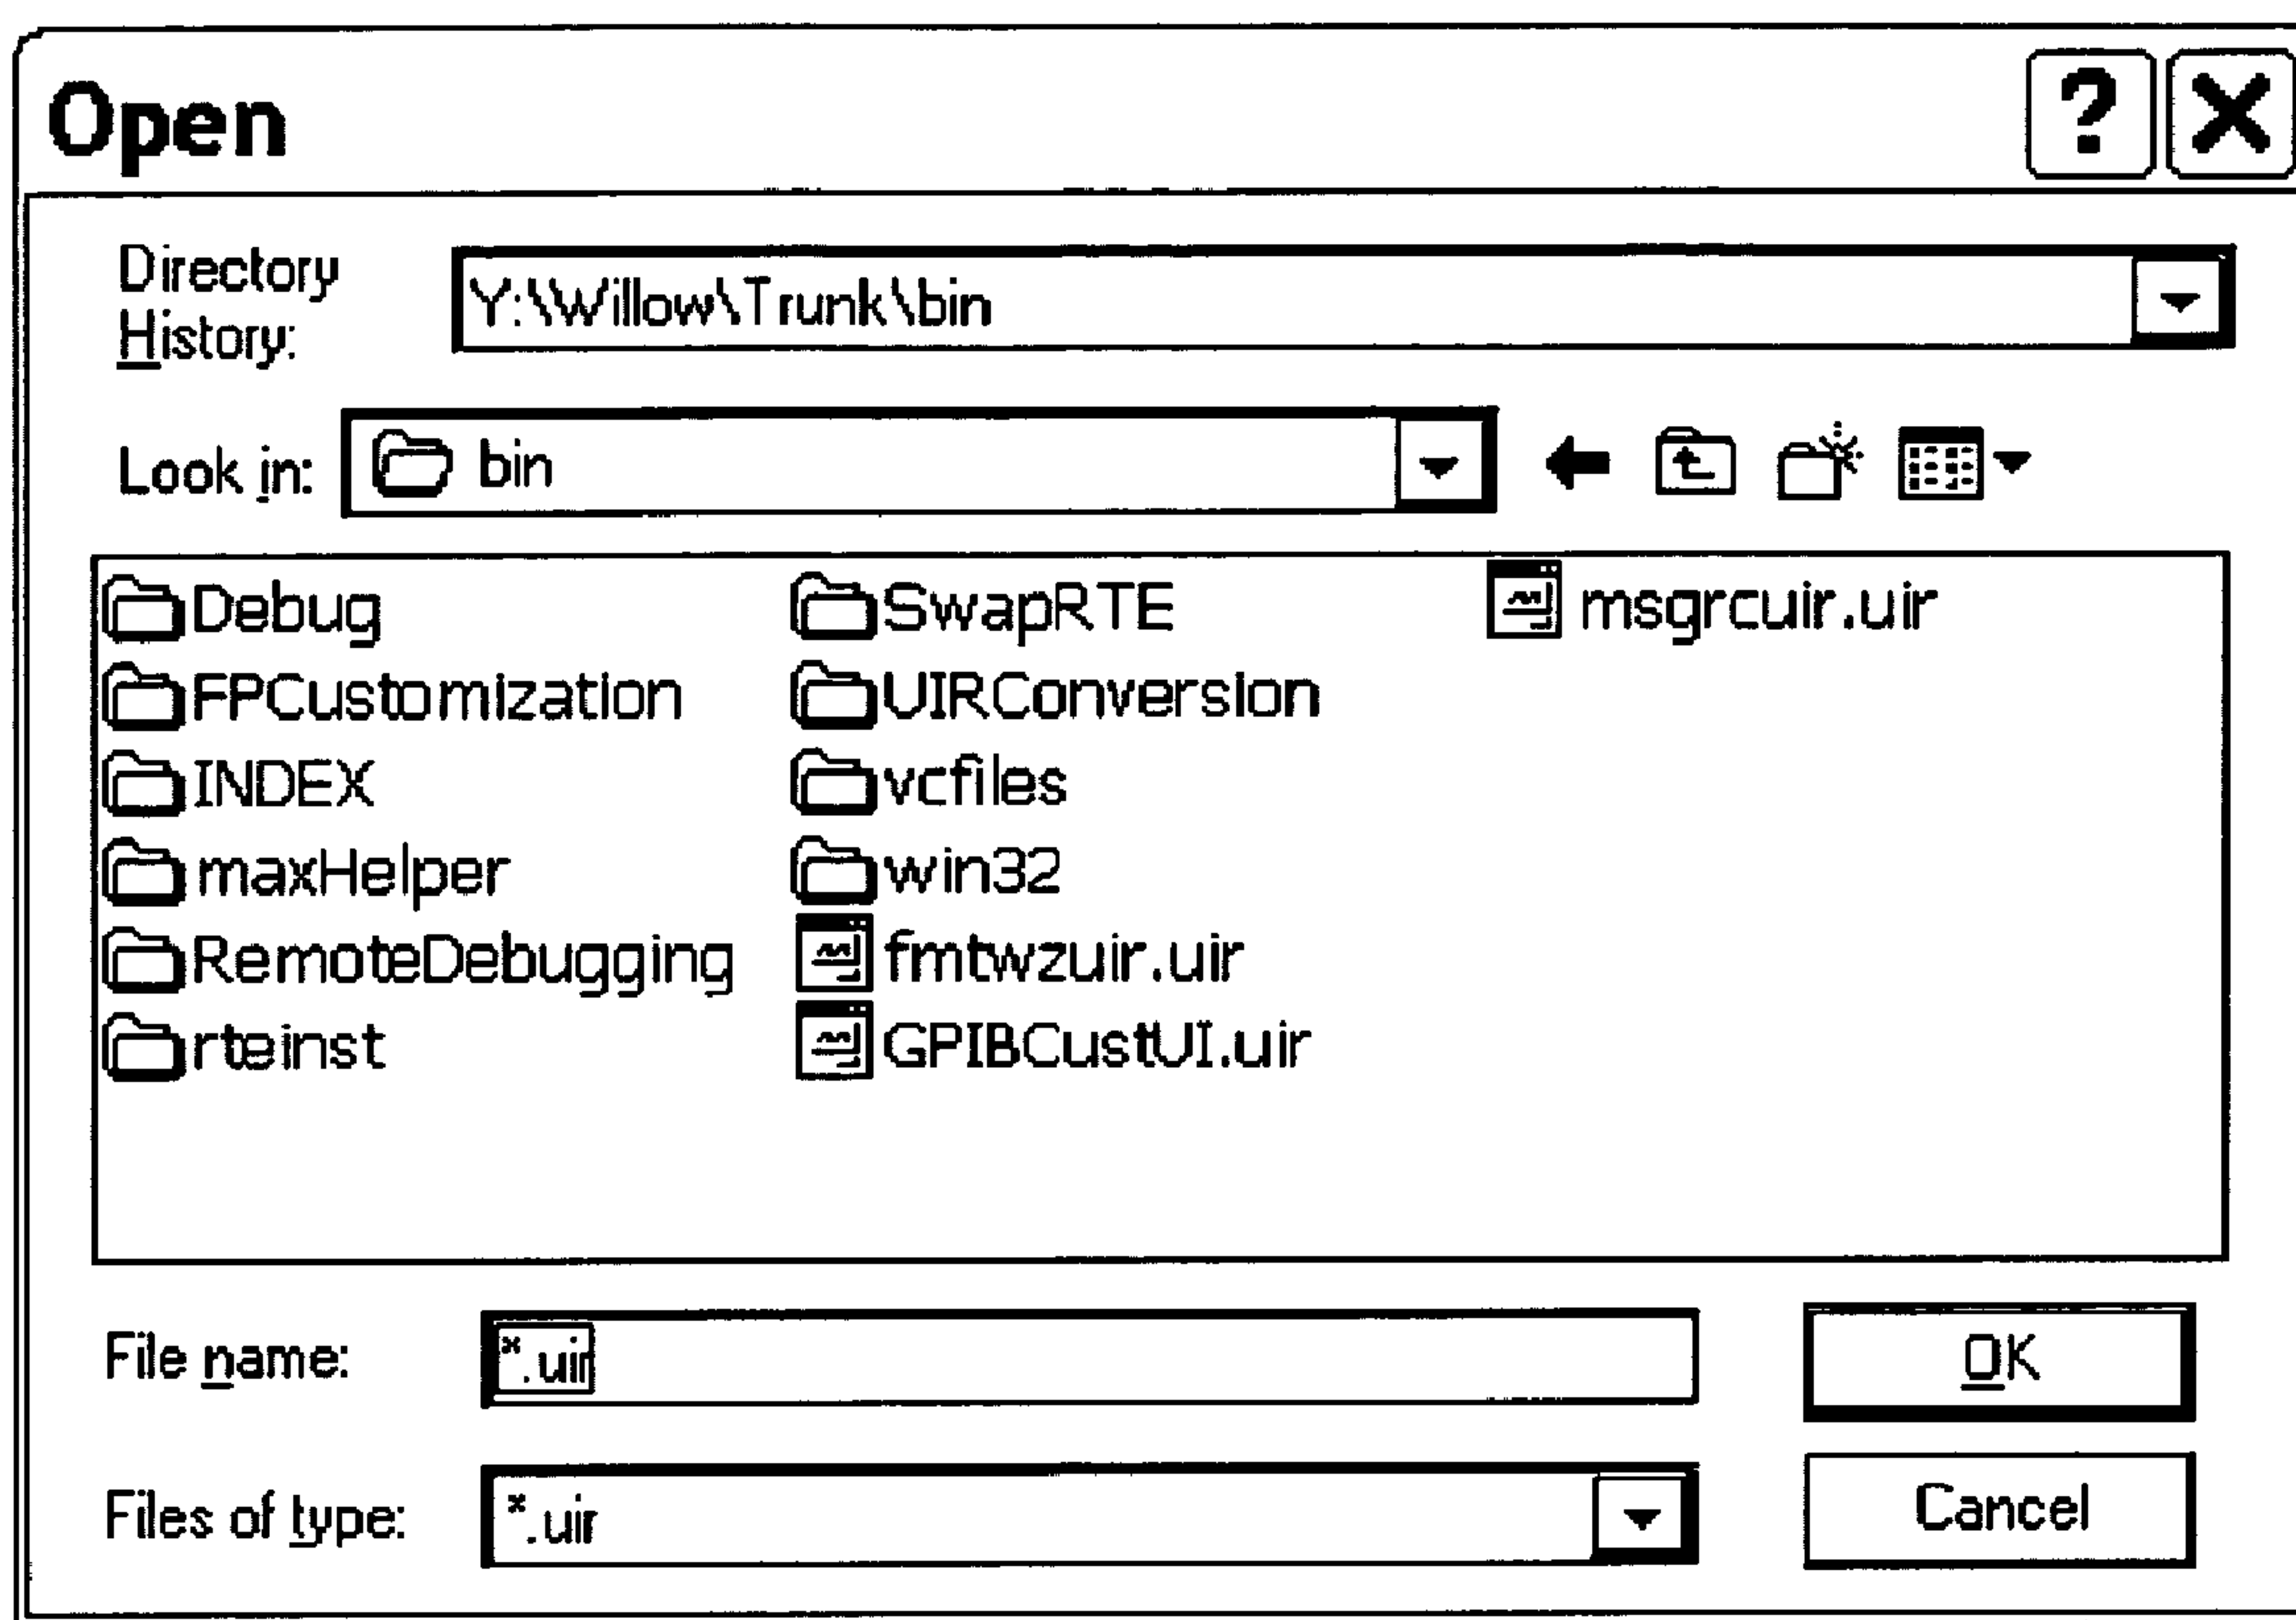 Open
?
Directory
History:
Y:\Willow\Trunk\bin
Look in:
bin
Debug
FPCustomization
INDEX
maxHelper
RemoteDebugging
rteinst
SwapRTE
UIRConversion
vcfiles
win32
fmtwzuir.uir
GPIBCustUI.uir
msgrcuir.uir
File name:
*.uir
OK
Files of type:
*.uir
Cancel